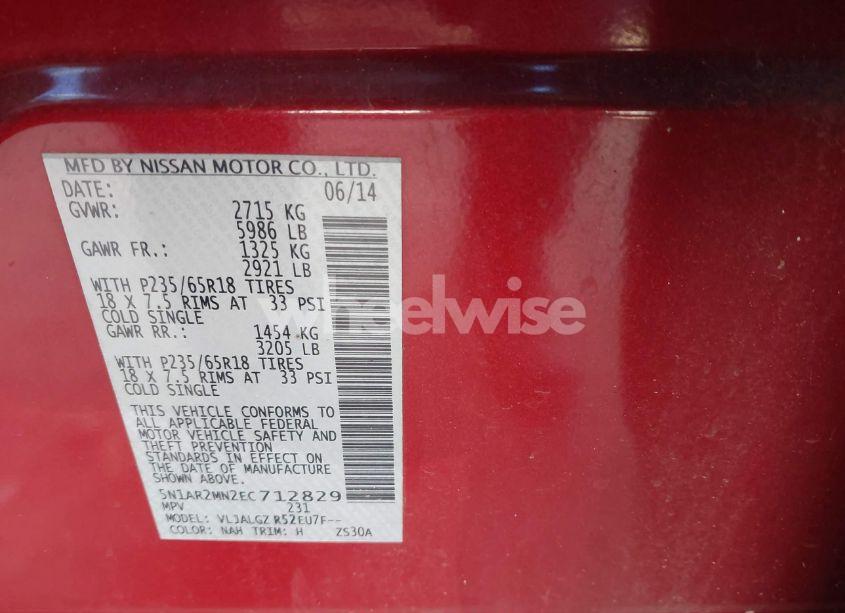 MFD BY NISSAN MOTOR CO., LTD.
DATE: 06/14
GVWR: 2715 KG
5986 LB
GAWR FR.: 1325 KG
2921 LB
WITH P235/65R18 TIRES
18 X 7.5 RIMS AT 33 PSI
COLD SINGLE
GAWR RR.: 1454 KG
3205 LB
WITH P235/65R18 TIRES
18 X 7.5 RIMS AT 33 PSI
COLD SINGLE
THIS VEHICLE CONFORMS TO
ALL APPLICABLE FEDERAL
MOTOR VEHICLE SAFETY AND
THEFT PREVENTION
STANDARDS IN EFFECT ON
THE DATE OF MANUFACTURE
SHOWN ABOVE.
5N1AR2MN2EC712829
MPV 231
MODEL: VLJALGZ R52EU7F--
COLOR: NAH TRIM: H ZS30A
wheelwise